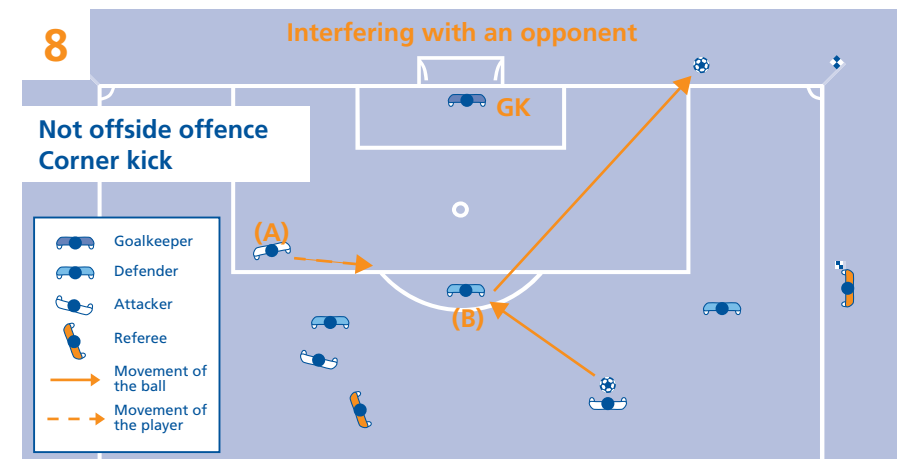 8
Interfering with an opponent
GK
Not offside offence
Corner kick
(A)
(B)
Goalkeeper
Defender
Attacker
Referee
Movement of
the ball
Movement of
the player